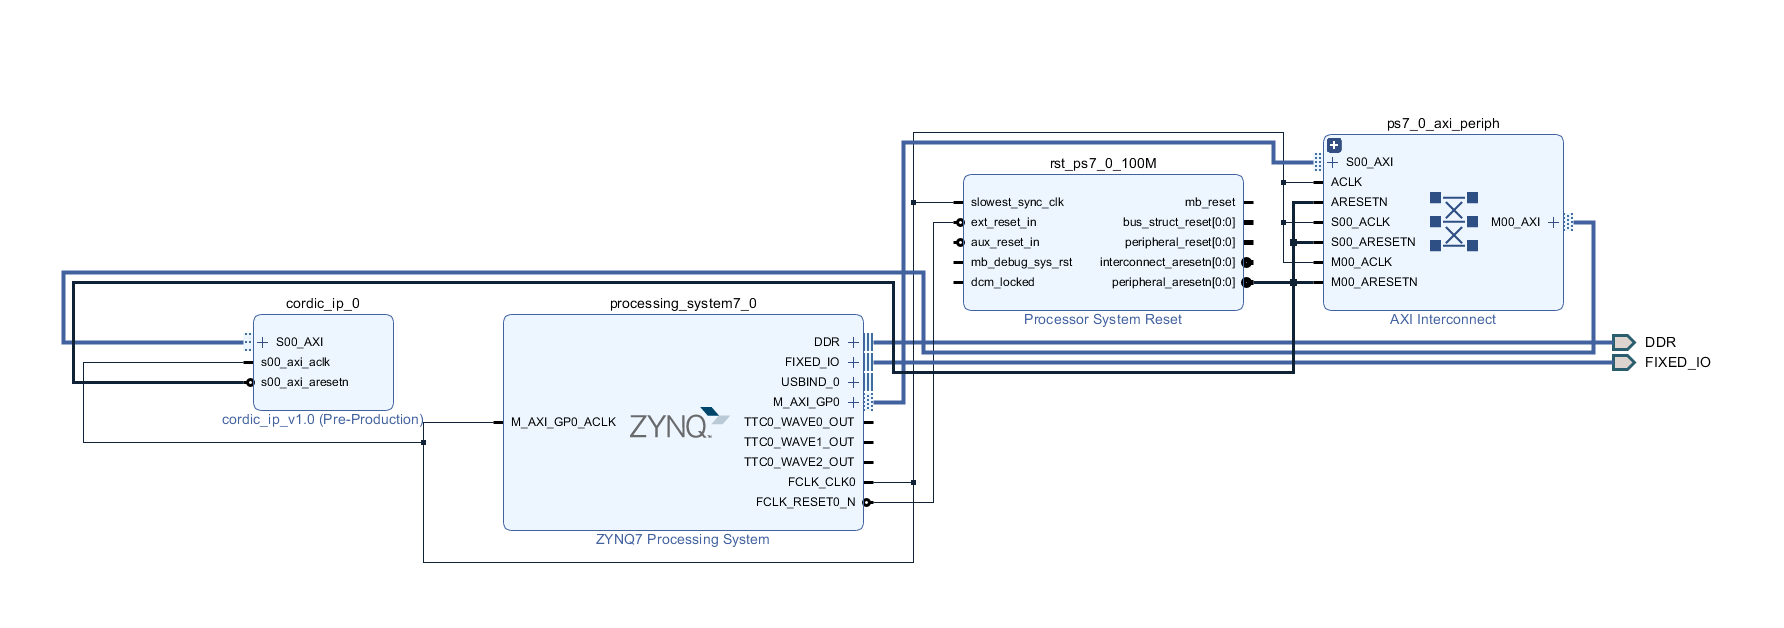 ps7_0_axi_periph
S00_AXI
ACLK
ARESETN
S00_ACLK
S00_ARESETN
M00_ACLK
M00_ARESETN
M00_AXI
AXI Interconnect
rst_ps7_0_100M
slowest_sync_clk
ext_reset_in
aux_reset_in
mb_debug_sys_rst
dcm_locked
mb_reset
bus_struct_reset[0:0]
peripheral_reset[0:0]
interconnect_aresetn[0:0]
peripheral_aresetn[0:0]
Processor System Reset
cordic_ip_0
S00_AXI
s00_axi_aclk
s00_axi_aresetn
cordic_ip_v1.0 (Pre-Production)
processing_system7_0
M_AXI_GP0_ACLK
ZYNQ
DDR
FIXED_IO
USBIND_0
M_AXI_GP0
TTC0_WAVE0_OUT
TTC0_WAVE1_OUT
TTC0_WAVE2_OUT
FCLK_CLK0
FCLK_RESET0_N
ZYNQ7 Processing System
DDR
FIXED_IO